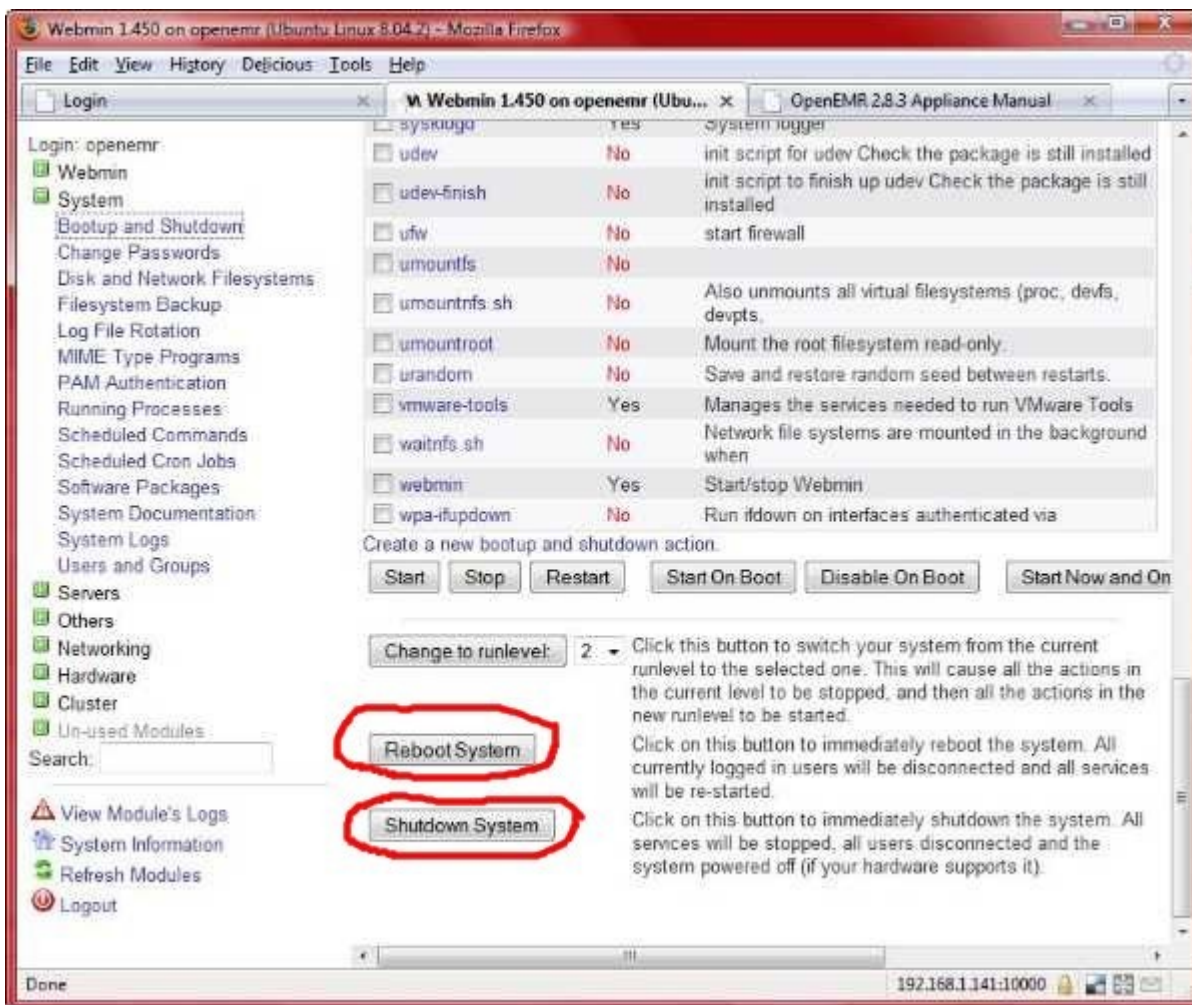 Webmin 1.450 on openemr (Ubuntu Linux 8.04.2) - Mozilla Firefox
File Edit View History Delicious Tools Help
Login
Webmin 1.450 on openemr (Ubu...
OpenEMR 2.8.3 Appliance Manual
Login: openemr
Webmin
System
Bootup and Shutdown
Change Passwords
Disk and Network Filesystems
Filesystem Backup
Log File Rotation
MIME Type Programs
PAM Authentication
Running Processes
Scheduled Commands
Scheduled Cron Jobs
Software Packages
System Documentation
System Logs
Users and Groups
Servers
Others
Networking
Hardware
Cluster
Un-used Modules
Search:
View Module's Logs
System Information
Refresh Modules
Logout
sysklogd Yes System logger
udev No init script for udev Check the package is still installed
udev-finish No init script to finish up udev Check the package is still
installed
ufw No start firewall
umountfs No
umountnfs.sh No Also unmounts all virtual filesystems (proc, devfs,
devpts,
umountroot No Mount the root filesystem read-only.
urandom No Save and restore random seed between restarts.
vmware-tools Yes Manages the services needed to run VMware Tools
waitnfs.sh No Network file systems are mounted in the background
when
webmin Yes Start/stop Webmin
wpa-ifupdown No Run ifdown on interfaces authenticated via
Create a new bootup and shutdown action.
Start Stop Restart Start On Boot Disable On Boot Start Now and On
Change to runlevel: 2
Click this button to switch your system from the current
runlevel to the selected one. This will cause all the actions in
the current level to be stopped, and then all the actions in the
new runlevel to be started.
Reboot System
Click on this button to immediately reboot the system. All
currently logged in users will be disconnected and all services
will be re-started.
Shutdown System
Click on this button to immediately shutdown the system. All
services will be stopped, all users disconnected and the
system powered off (if your hardware supports it).
Done
192.168.1.141:10000